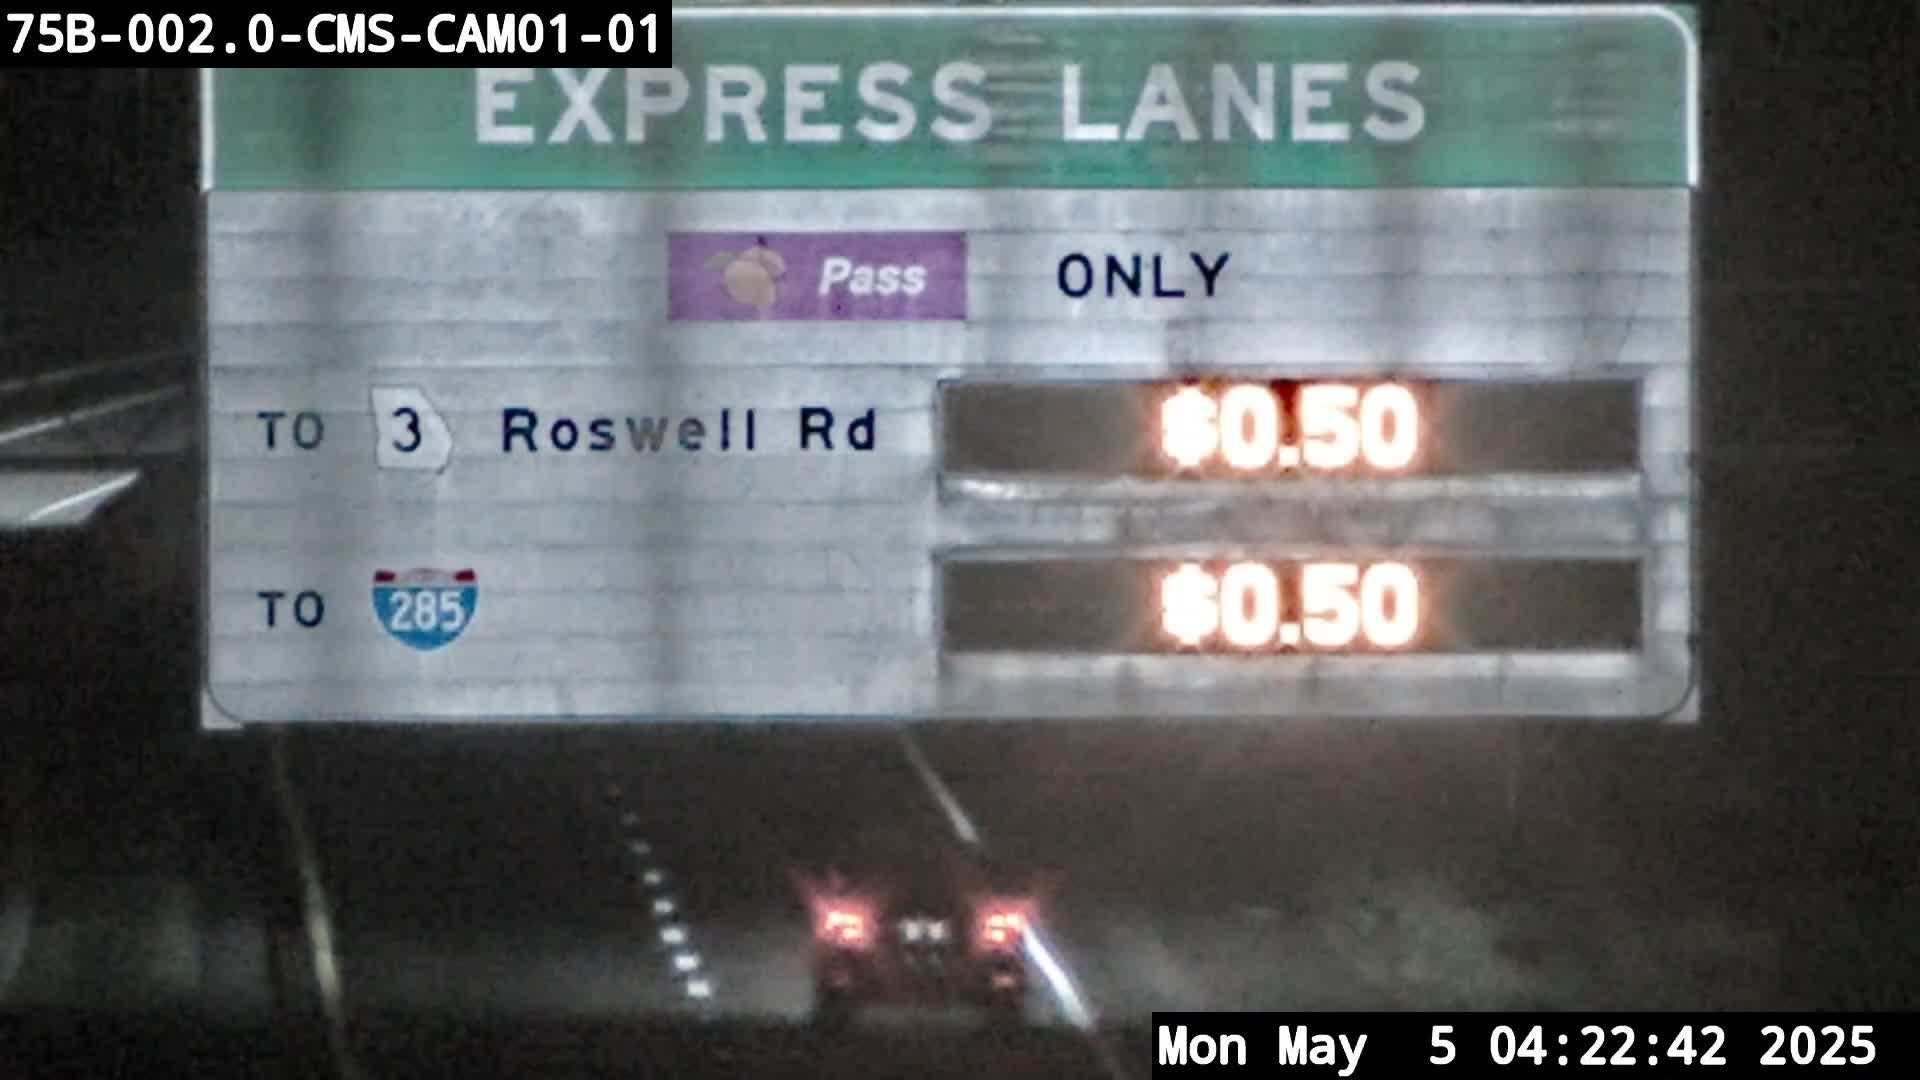 75B-002.0-CMS-CAM01-01
EXPRESS LANES
Pass ONLY
TO 3 Roswell Rd $0.50
TO 285 $0.50
Mon May 5 04:22:42 2025